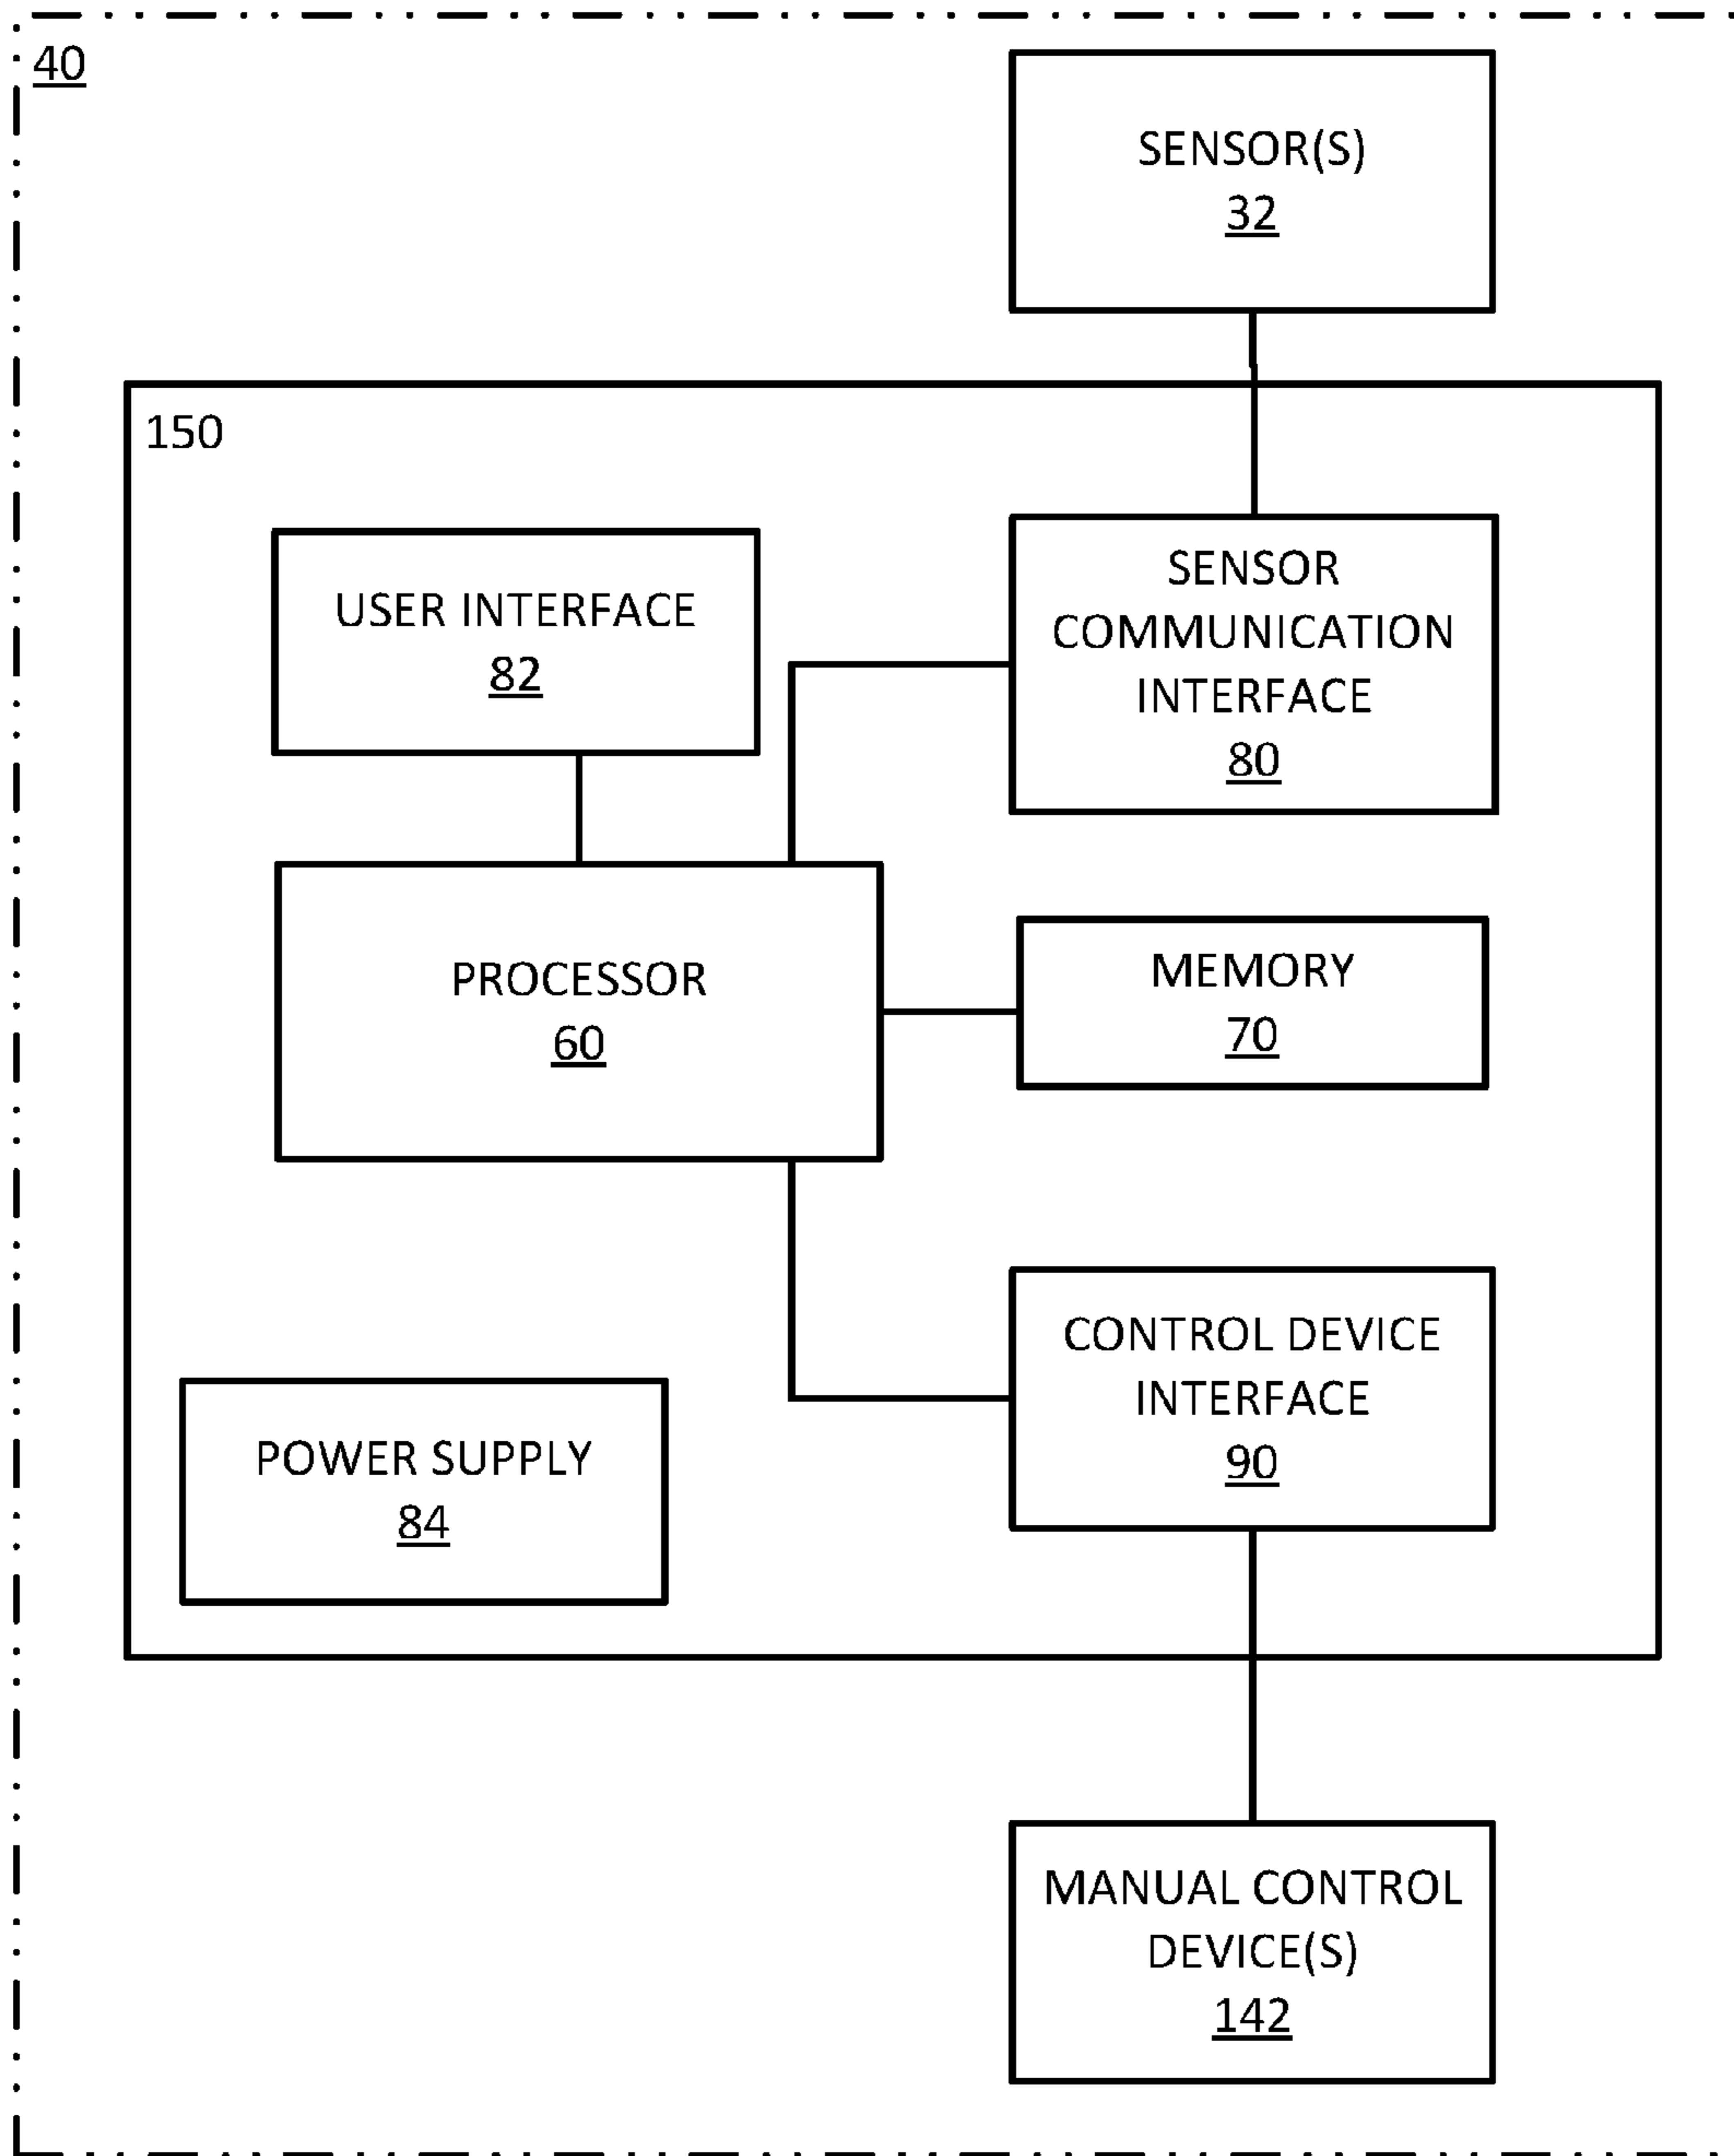 40
SENSOR(S)
32
150
USER INTERFACE
82
SENSOR
COMMUNICATION
INTERFACE
80
PROCESSOR
60
MEMORY
70
CONTROL DEVICE
INTERFACE
90
POWER SUPPLY
84
MANUAL CONTROL
DEVICE(S)
142